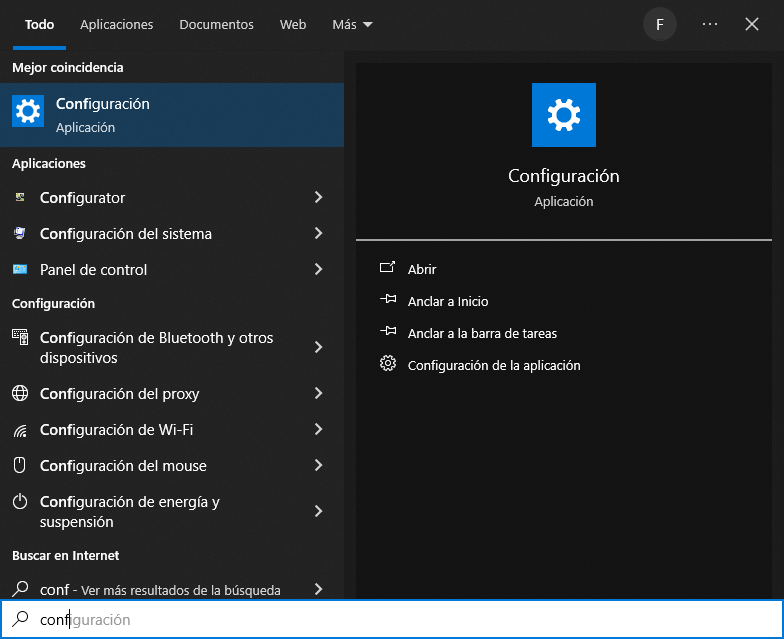 Todo
Aplicaciones
Documentos
Web
Más
F
Mejor coincidencia
Configuración
Aplicación
Aplicaciones
Configurator
Configuración del sistema
Panel de control
Configuración
Configuración de Bluetooth y otros
dispositivos
Configuración del proxy
Configuración de Wi-Fi
Configuración del mouse
Configuración de energía y
suspensión
Buscar en Internet
conf - Ver más resultados de la búsqueda
configuración
Configuración
Aplicación
Abrir
Anclar a Inicio
Anclar a la barra de tareas
Configuración de la aplicación